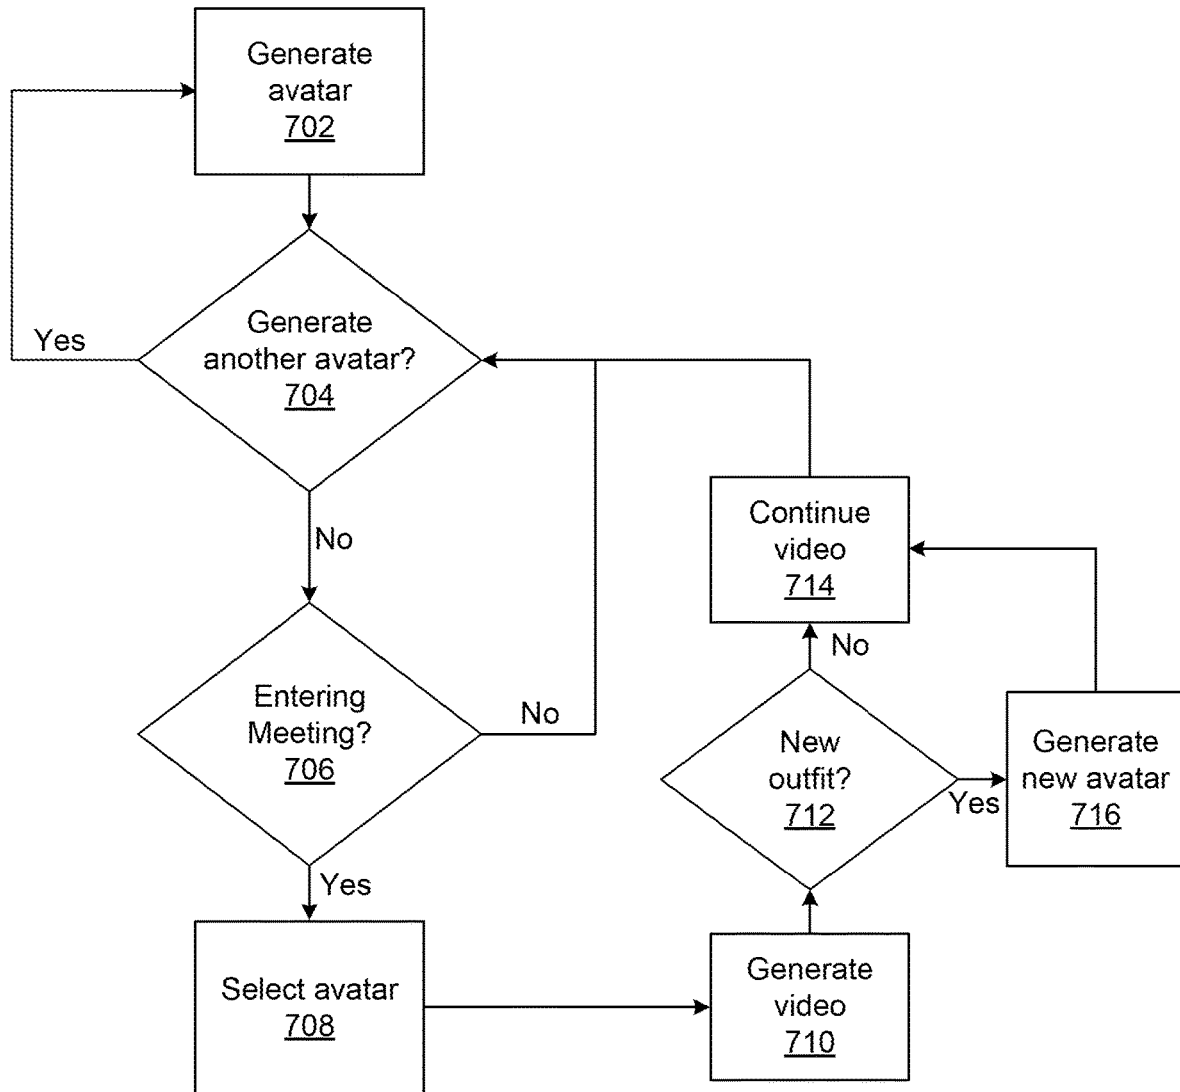 Generate
avatar
702
Yes
Generate
another avatar?
704
No
Entering
Meeting?
706
No
Yes
Select avatar
708
Continue
video
714
No
New
outfit?
712
Yes
Generate
new avatar
716
Generate
video
710